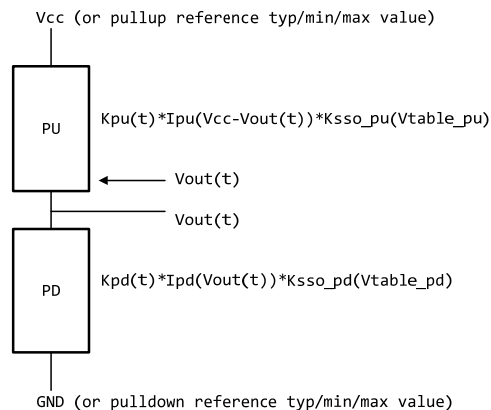 Vcc (or pullup reference typ/min/max value)
PU
Kpu(t)*Ipu(Vcc-Vout(t))*Ksso_pu(Vtable_pu)
Vout(t)
Vout(t)
PD
Kpd(t)*Ipd(Vout(t))*Ksso_pd(Vtable_pd)
GND (or pulldown reference typ/min/max value)